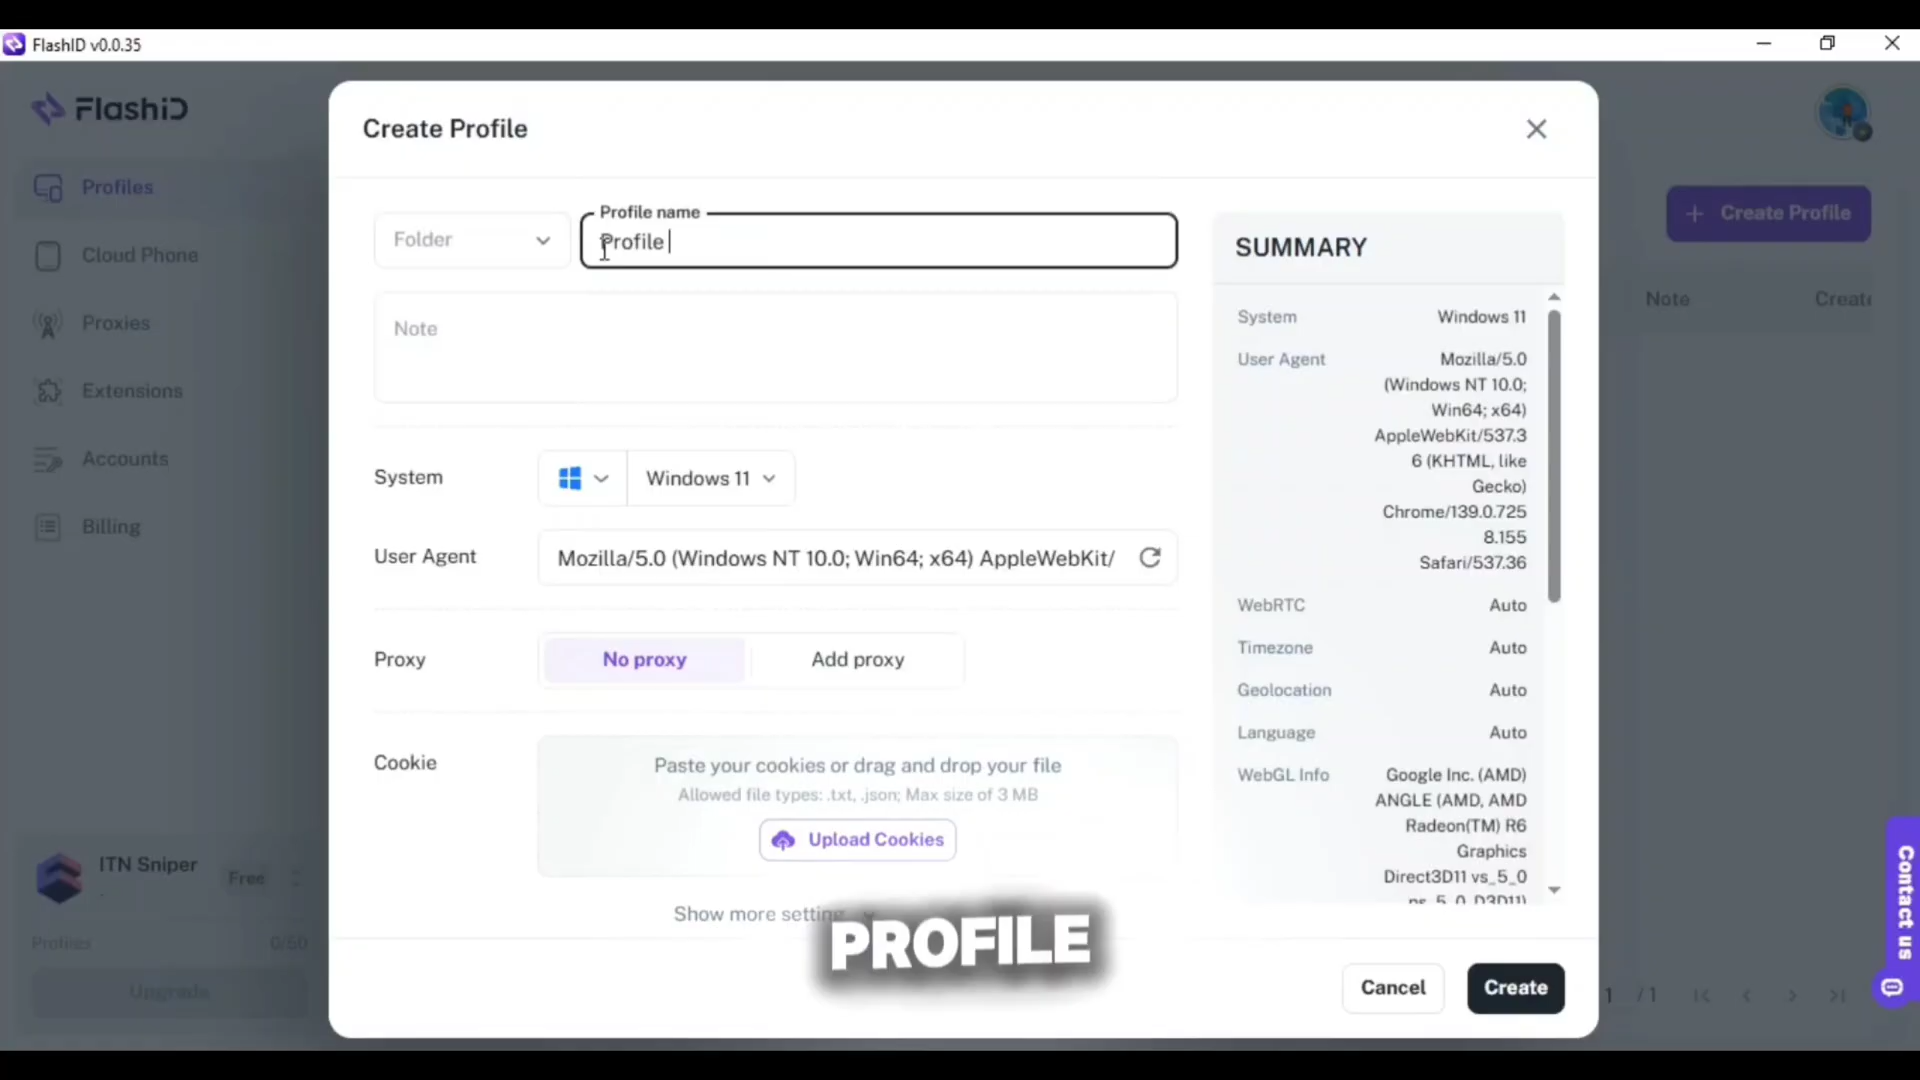 FlashID v0.0.35
FlashID
Profiles
Cloud Phone
Proxies
Extensions
Accounts
Billing
ITN Sniper
Free
Profiles
0/50
Upgrade
Create Profile
Folder
Profile name
Profile
Note
System
Windows 11
User Agent
Mozilla/5.0 (Windows NT 10.0; Win64; x64) AppleWebKit/
Proxy
No proxy
Add proxy
Cookie
Paste your cookies or drag and drop your file
Allowed file types: .txt, .json; Max size of 3 MB
Upload Cookies
Show more setting
PROFILE
SUMMARY
System Windows 11
User Agent Mozilla/5.0
(Windows NT 10.0;
Win64; x64)
AppleWebKit/537.3
6 (KHTML, like
Gecko)
Chrome/139.0.725
8.155
Safari/537.36
WebRTC Auto
Timezone Auto
Geolocation Auto
Language Auto
WebGL Info Google Inc. (AMD)
ANGLE (AMD, AMD
Radeon(TM) R6
Graphics
Direct3D11 vs_5_0
ps_5_0, D3D11)
Cancel
Create
+ Create Profile
Note
Create
1 / 1
Contact us